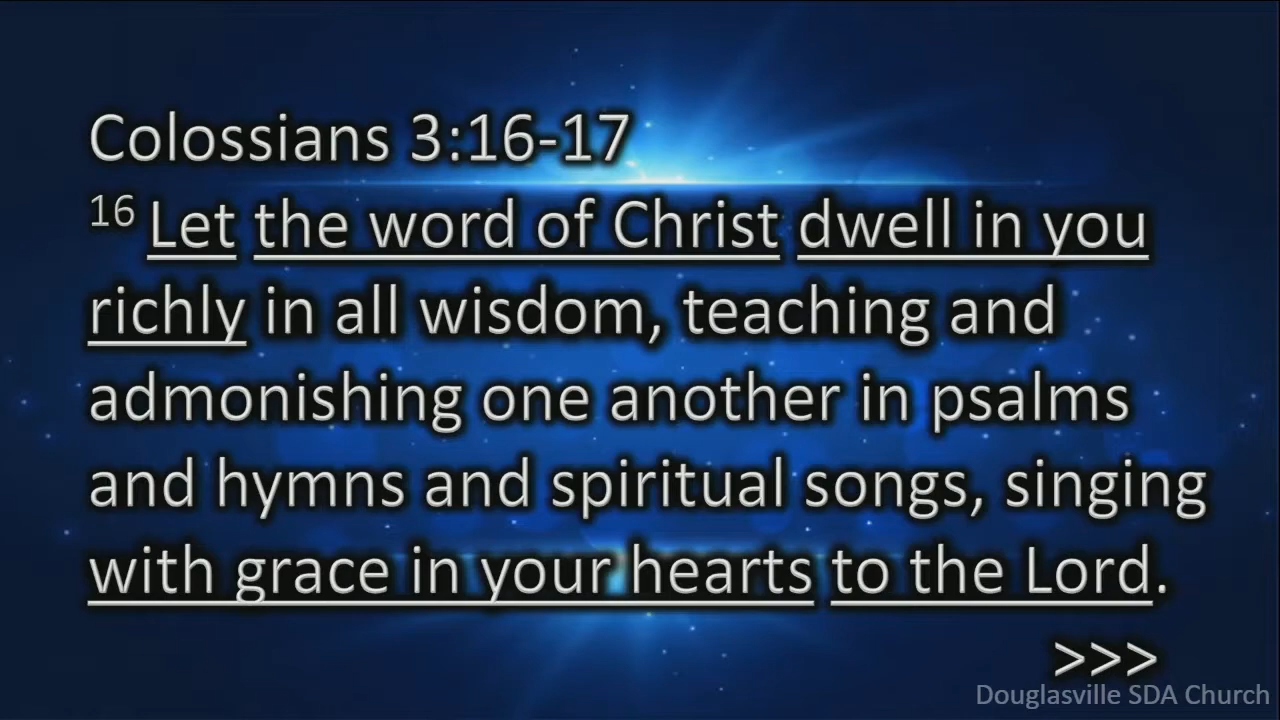 Colossians 3:16-17
16 Let the word of Christ dwell in you
richly in all wisdom, teaching and
admonishing one another in psalms
and hymns and spiritual songs, singing
with grace in your hearts to the Lord.
>>>
Douglasville SDA Church